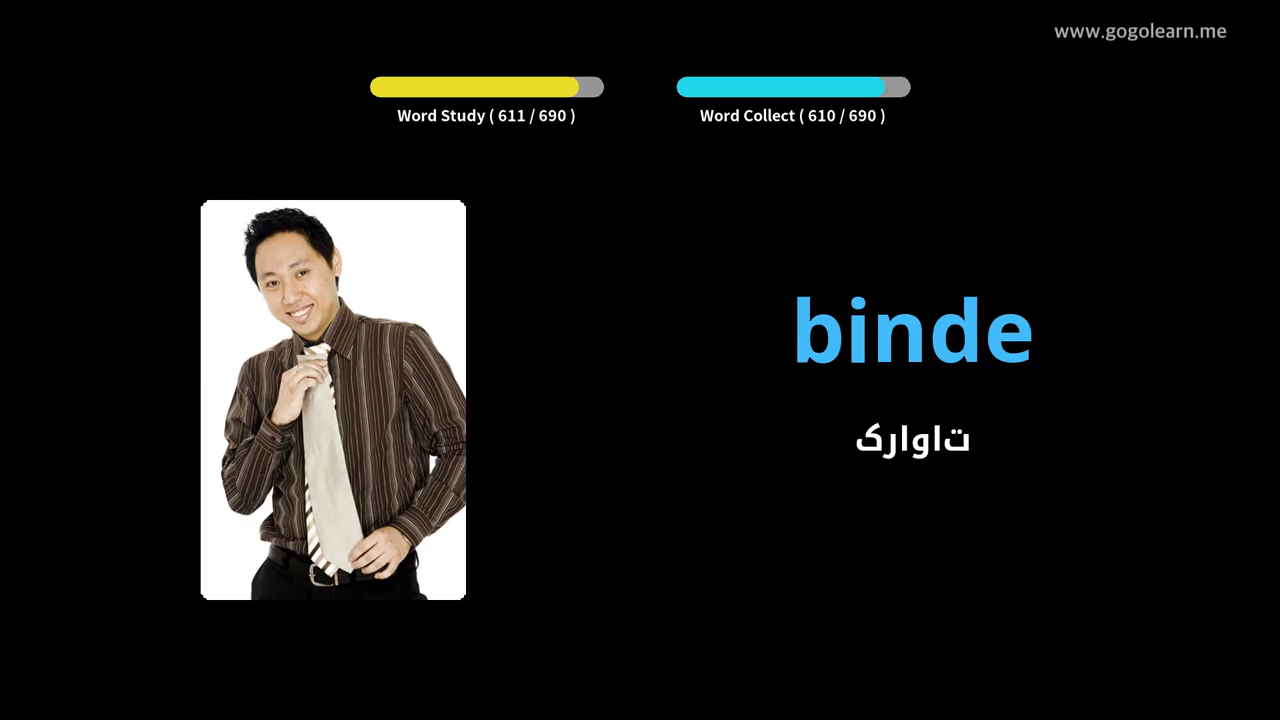 www.gogolearn.me
Word Study ( 611 / 690 )
Word Collect ( 610 / 690 )
binde
تاوارک